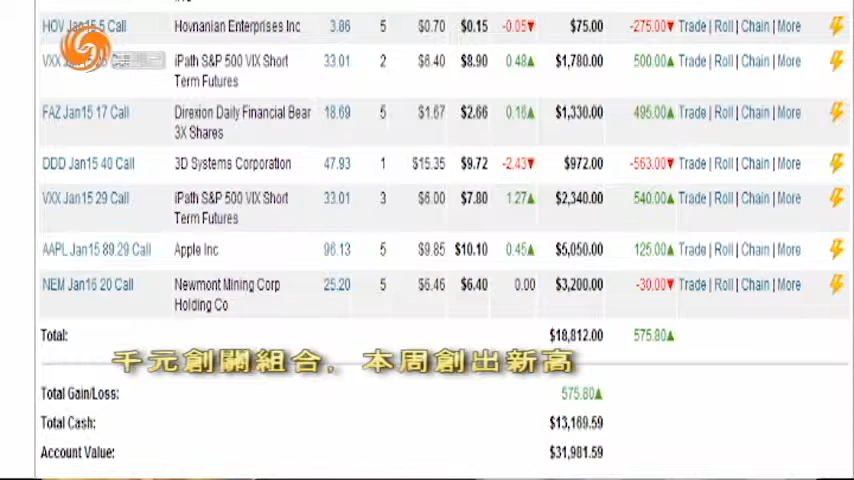 HOV Jan15 5 Call Hovnanian Enterprises Inc 3.86 5 $0.70 $0.15 -0.05▼ $75.00 -275.00▼ Trade | Roll | Chain | More
VXX iPath S&P 500 VIX Short 33.01 2 $6.40 $8.90 0.48▲ $1,780.00 500.00▲ Trade | Roll | Chain | More
Term Futures
FAZ Jan15 17 Call Direxion Daily Financial Bear 18.69 5 $1.67 $2.66 0.16▲ $1,330.00 495.00▲ Trade | Roll | Chain | More
3X Shares
DDD Jan15 40 Call 3D Systems Corporation 47.93 1 $15.35 $9.72 -2.43▼ $972.00 -563.00▼ Trade | Roll | Chain | More
VXX Jan15 29 Call iPath S&P 500 VIX Short 33.01 3 $6.00 $7.80 1.27▲ $2,340.00 540.00▲ Trade | Roll | Chain | More
Term Futures
AAPL Jan15 89.29 Call Apple Inc 96.13 5 $9.85 $10.10 0.45▲ $5,050.00 125.00▲ Trade | Roll | Chain | More
NEM Jan16 20 Call Newmont Mining Corp 25.20 5 $6.46 $6.40 0.00 $3,200.00 -30.00▼ Trade | Roll | Chain | More
Holding Co
Total: $18,812.00 575.80▲
千元創關組合，本周創出新高
Total Gain/Loss: 575.80▲
Total Cash: $13,169.59
Account Value: $31,981.59